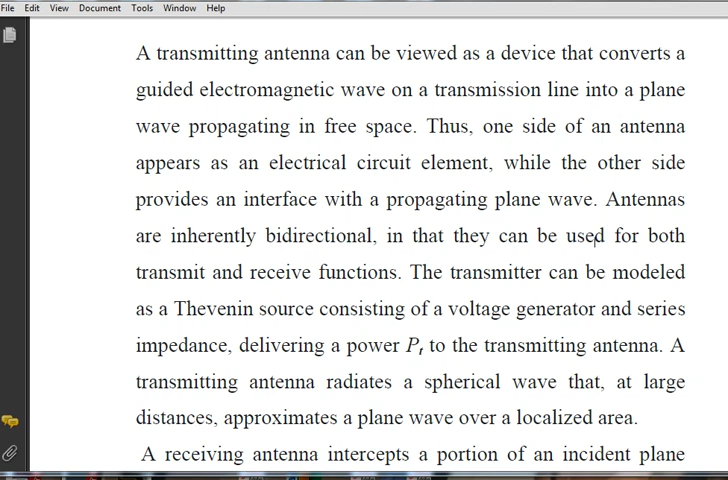 File Edit View Document Tools Window Help
A transmitting antenna can be viewed as a device that converts a
guided electromagnetic wave on a transmission line into a plane
wave propagating in free space. Thus, one side of an antenna
appears as an electrical circuit element, while the other side
provides an interface with a propagating plane wave. Antennas
are inherently bidirectional, in that they can be used for both
transmit and receive functions. The transmitter can be modeled
as a Thevenin source consisting of a voltage generator and series
impedance, delivering a power Pt to the transmitting antenna. A
transmitting antenna radiates a spherical wave that, at large
distances, approximates a plane wave over a localized area.
A receiving antenna intercepts a portion of an incident plane